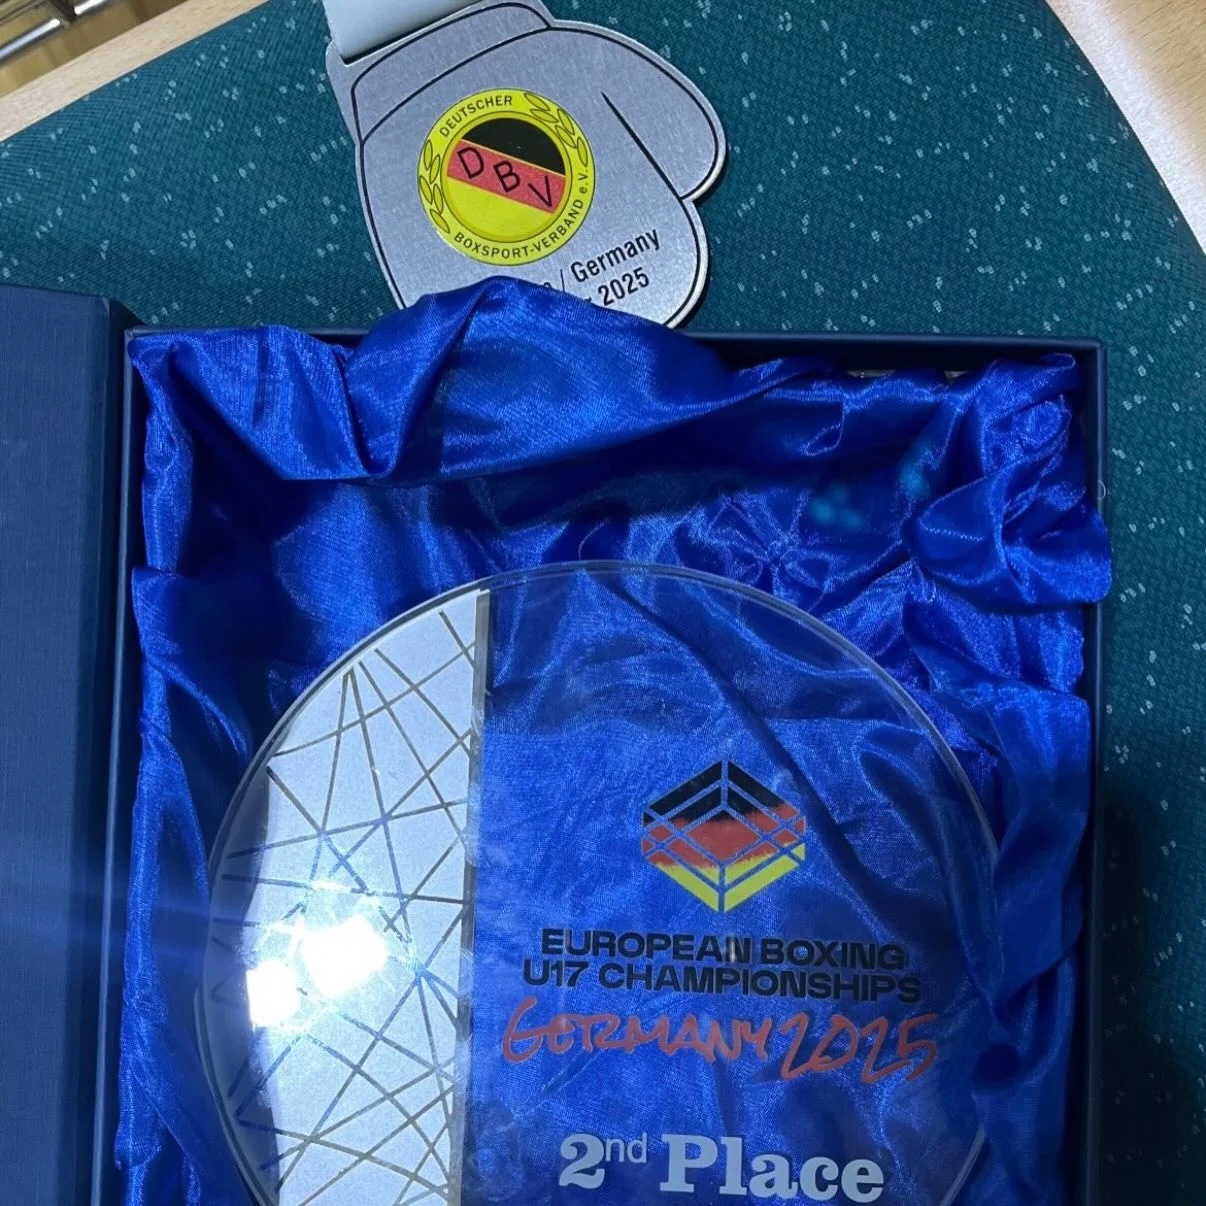 DEUTSCHER
DBV
BOXSPORT-VERBAND e.V.
/ Germany
- 2025
EUROPEAN BOXING
U17 CHAMPIONSHIPS
GERMANY 2025
2nd Place